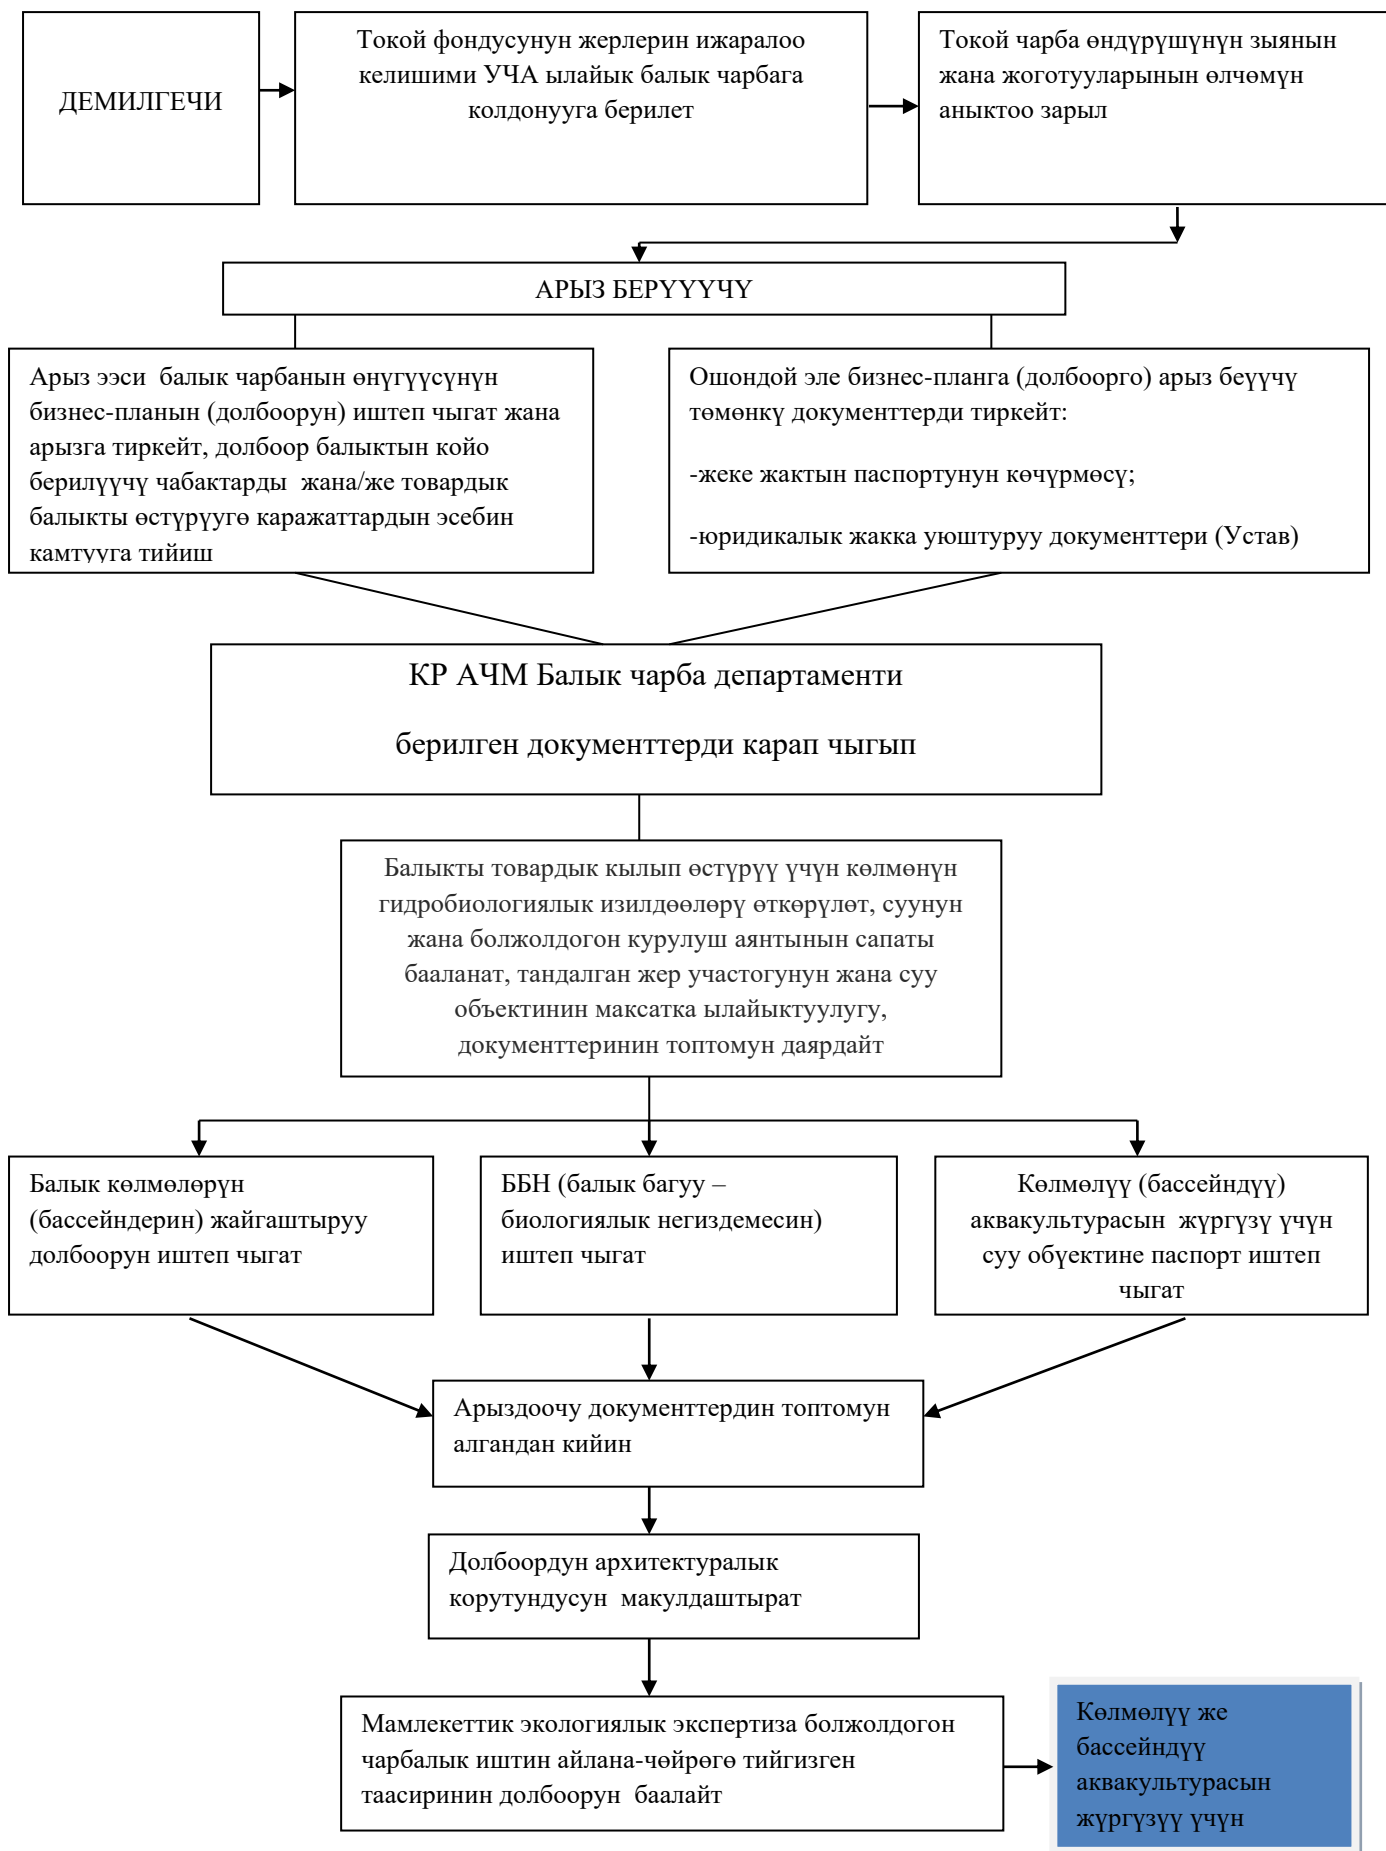 ДЕМИЛГЕЧИ
Токой фондусунун жерлерин ижаралоо
келишими УЧА ылайык балык чарбага
колдонууга берилет
Токой чарба өндүрүшүнүн зыянын
жана жоготууларынын өлчөмүн
аныктоо зарыл
АРЫЗ БЕРҮҮҮЧҮ
Арыз ээси балык чарбанын өнүгүүсүнүн
бизнес-планын (долбоорун) иштеп чыгат жана
арызга тиркейт, долбоор балыктын койо
берилүүчү чабактарды жана/же товардык
балыкты өстүрүүгө каражаттардын эсебин
камтууга тийиш
Ошондой эле бизнес-планга (долбоорго) арыз беүүчү
төмөнкү документтерди тиркейт:
-жеке жактын паспортунун көчүрмөсү;
-юридикалык жакка уюштуруу документтери (Устав)
КР АЧМ Балык чарба департаменти
берилген документтерди карап чыгып
Балыкты товардык кылып өстүрүү үчүн көлмөнүн
гидробиологиялык изилдөөлөрү өткөрүлөт, суунун
жана болжолдогон курулуш аянтынын сапаты
бааланат, тандалган жер участогунун жана суу
объектинин максатка ылайыктуулугу,
документтеринин топтомун даярдайт
Балык көлмөлөрүн
(бассейндерин) жайгаштыруу
долбоорун иштеп чыгат
ББН (балык багуу –
биологиялык негиздемесин)
иштеп чыгат
Көлмөлүү (бассейндүү)
аквакультурасын жүргүзү үчүн
суу обүектине паспорт иштеп
чыгат
Арыздоочу документтердин топтомун
алгандан кийин
Долбоордун архитектуралык
корутундусун макулдаштырат
Мамлекеттик экологиялык экспертиза болжолдогон
чарбалык иштин айлана-чөйрөгө тийгизген
таасиринин долбоорун баалайт
Көлмөлүү же
бассейндүү
аквакультурасын
жүргүзүү үчүн